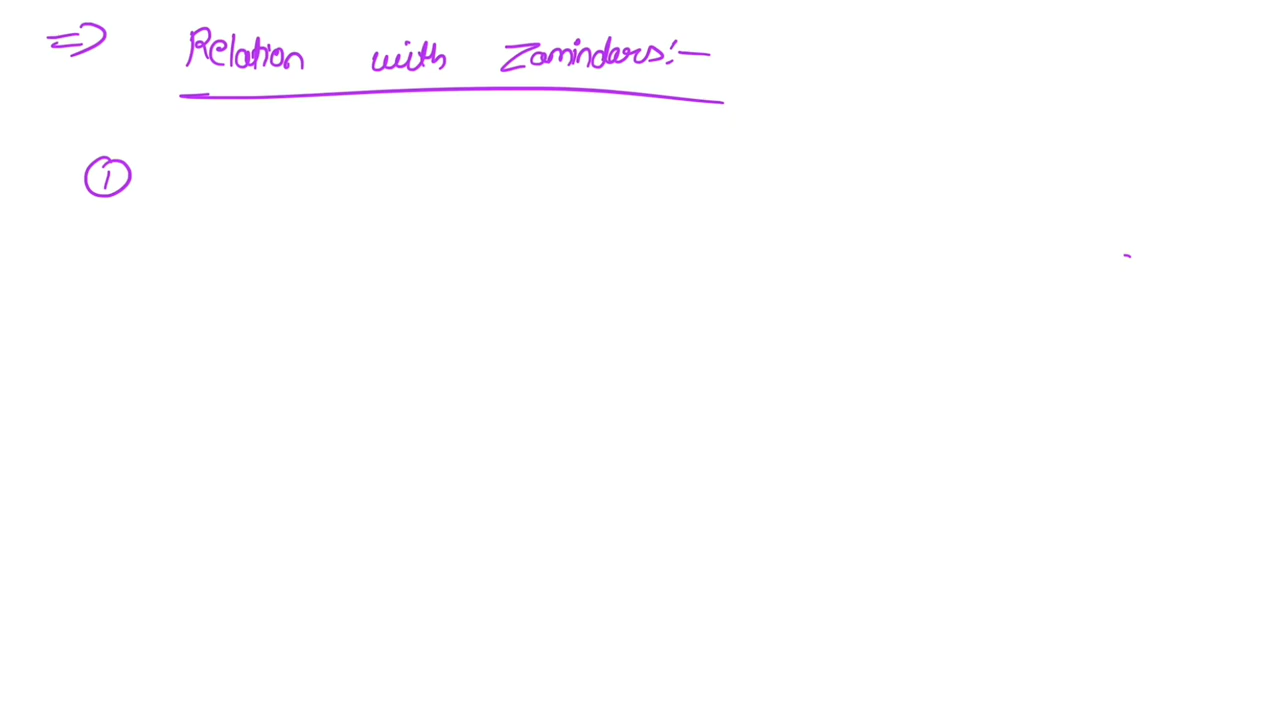 ⇒ Relation with Zaminders:-
①